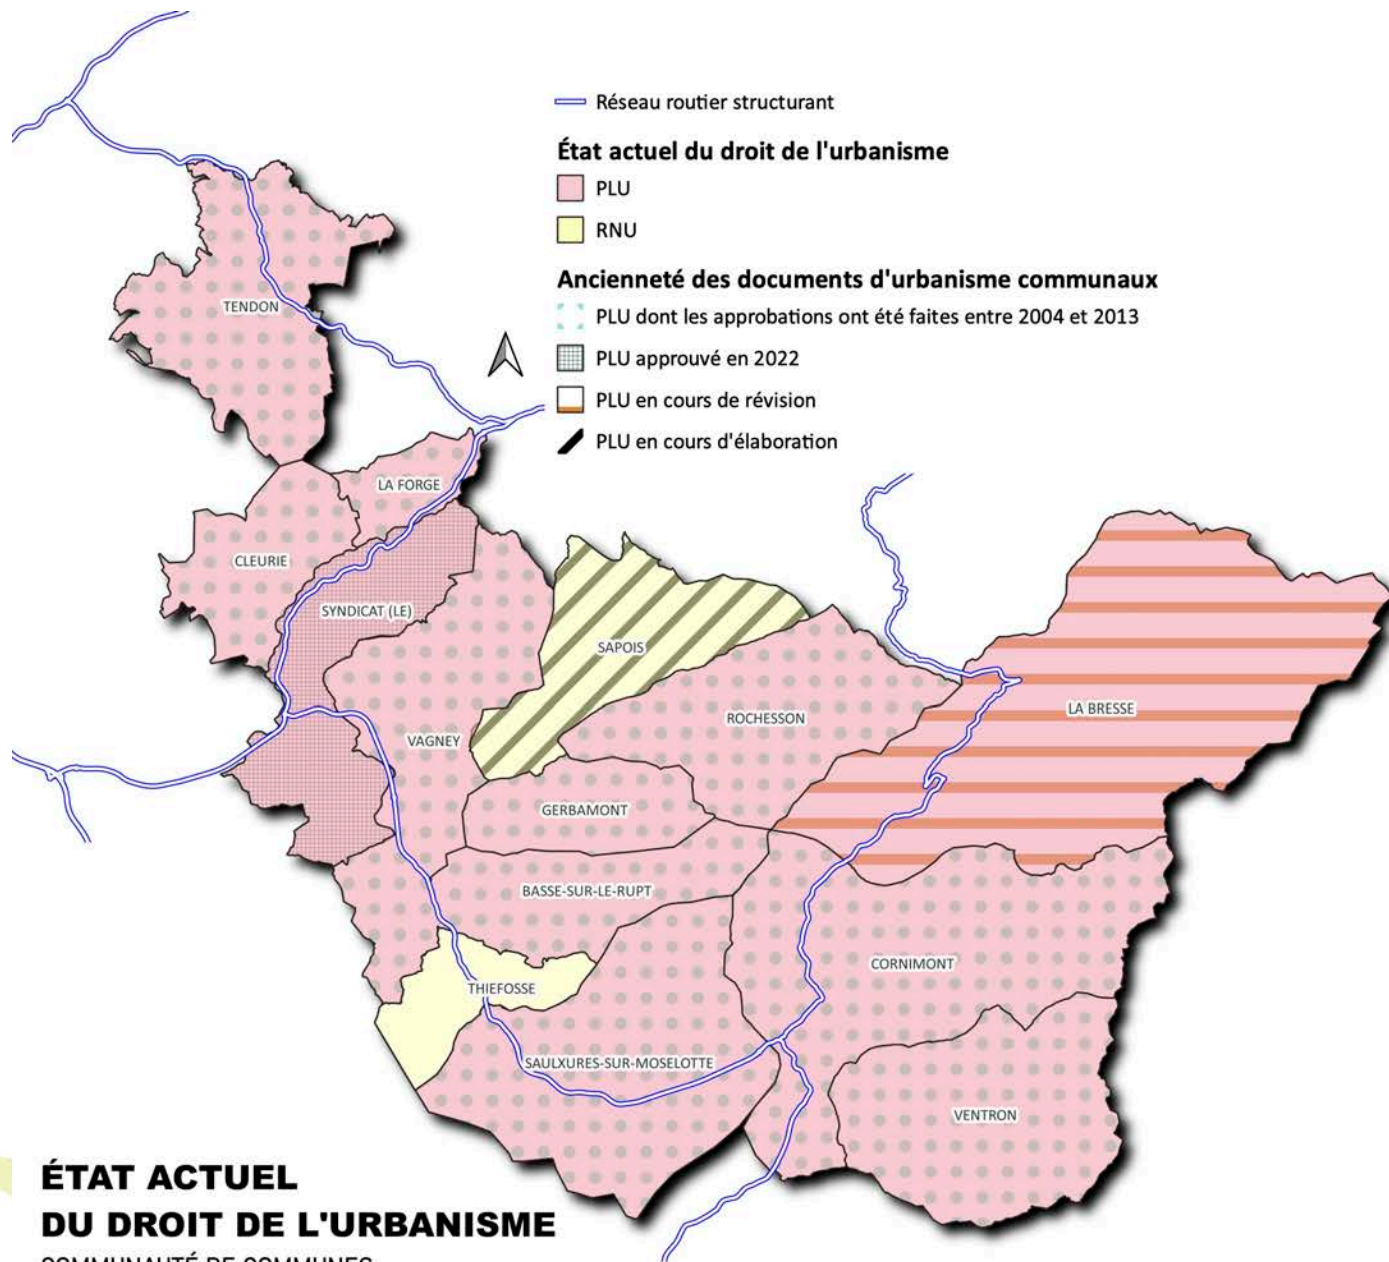 Réseau routier structurant
État actuel du droit de l'urbanisme
PLU
RNU
Ancienneté des documents d'urbanisme communaux
PLU dont les approbations ont été faites entre 2004 et 2013
PLU approuvé en 2022
PLU en cours de révision
PLU en cours d'élaboration
TENDON
LA FORGE
CLEURIE
SYNDICAT (LE)
SAPOIS
LA BRESSE
ROCHESSON
VAGNEY
GERBAMONT
BASSE-SUR-LE-RUPT
CORNIMONT
THIEFOSSE
SAULXURES-SUR-MOSELOTTE
VENTRON
ÉTAT ACTUEL
DU DROIT DE L'URBANISME
COMMUNAUTÉ DE COMMUNES